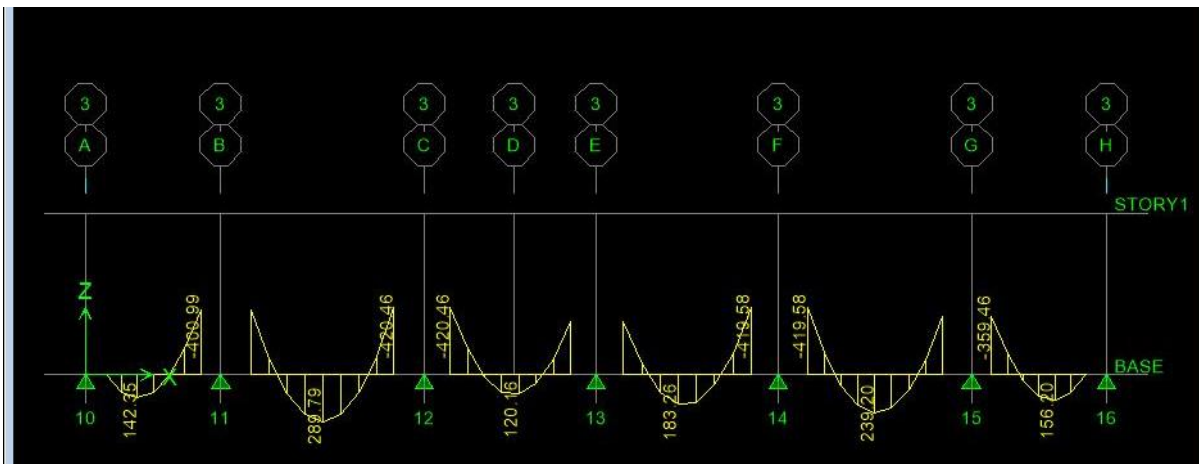 3 3 3 3 3 3 3 3
A B C D E F G H
STORY1
Z
-400.99 -420.46 -420.46 -419.58 -419.58 -359.46
X
BASE
10 11 12 13 14 15 16
142.35 289.79 120.16 183.26 239.20 156.20